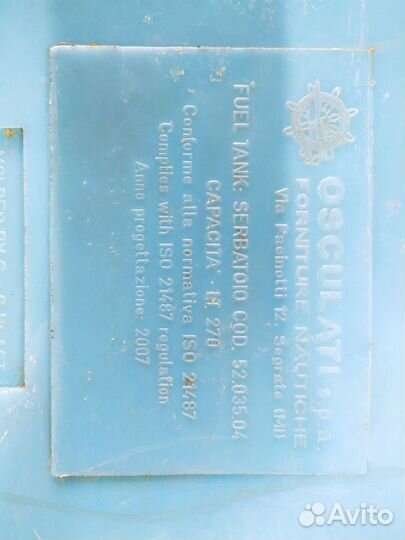 OSCULATI s.p.a.
FORNITURE NAUTICHE
Via Pacinotti 12, Segrate (MI)
FUEL TANK: SERBATOIO COD. 52.035.04
CAPACITA' - LT 270
Conforme alla normativa ISO 21487
Complies with ISO 21487 regulation
Anno progettazione: 2007
Avito